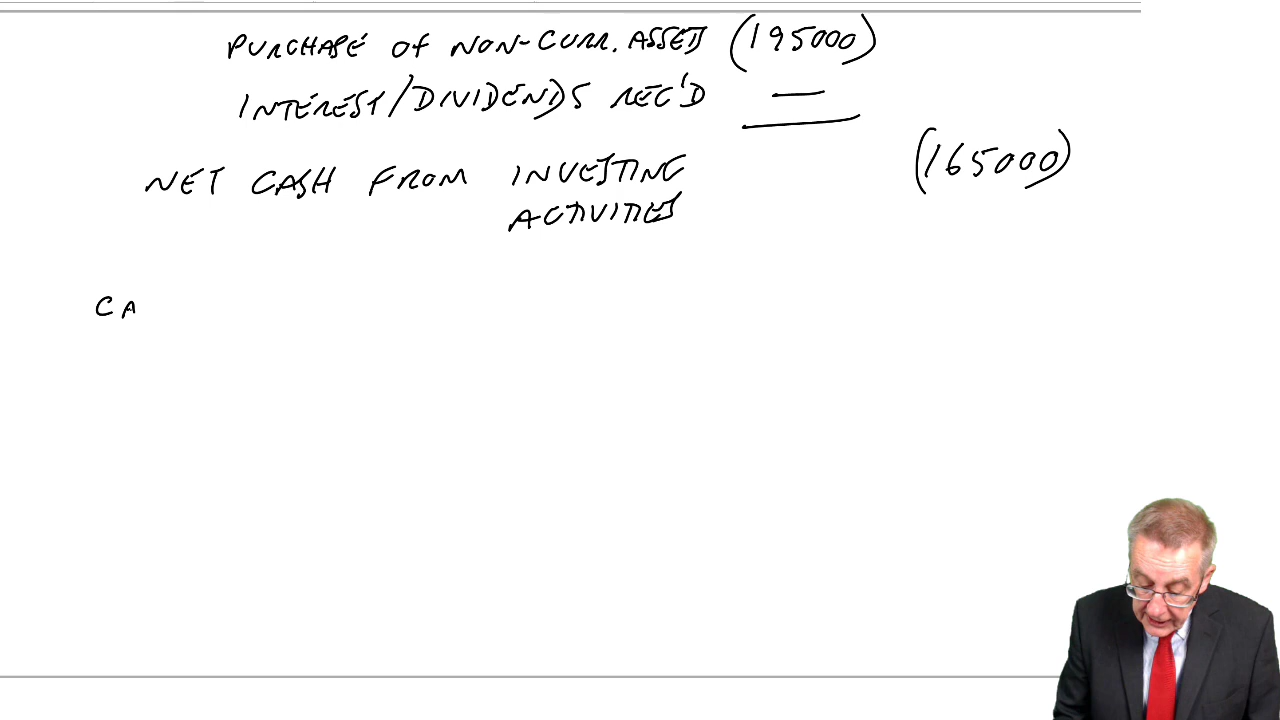 PURCHASE OF NON-CURR. ASSETS (195000)
INTEREST/DIVIDENDS REC'D —
NET CASH FROM INVESTING (165000)
ACTIVITIES
CA